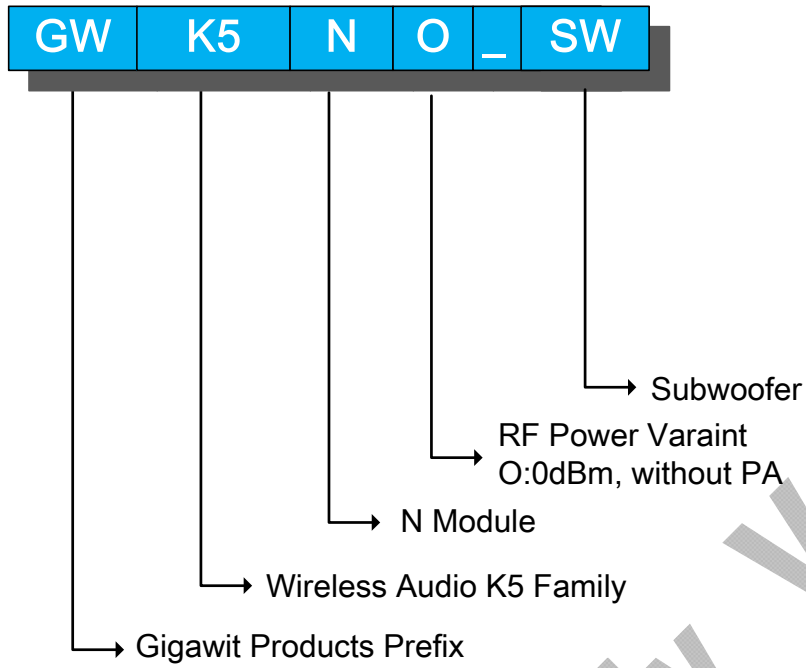 GW K5 N O _ SW
Subwoofer
RF Power Varaint
O:0dBm, without PA
N Module
Wireless Audio K5 Family
Gigawit Products Prefix